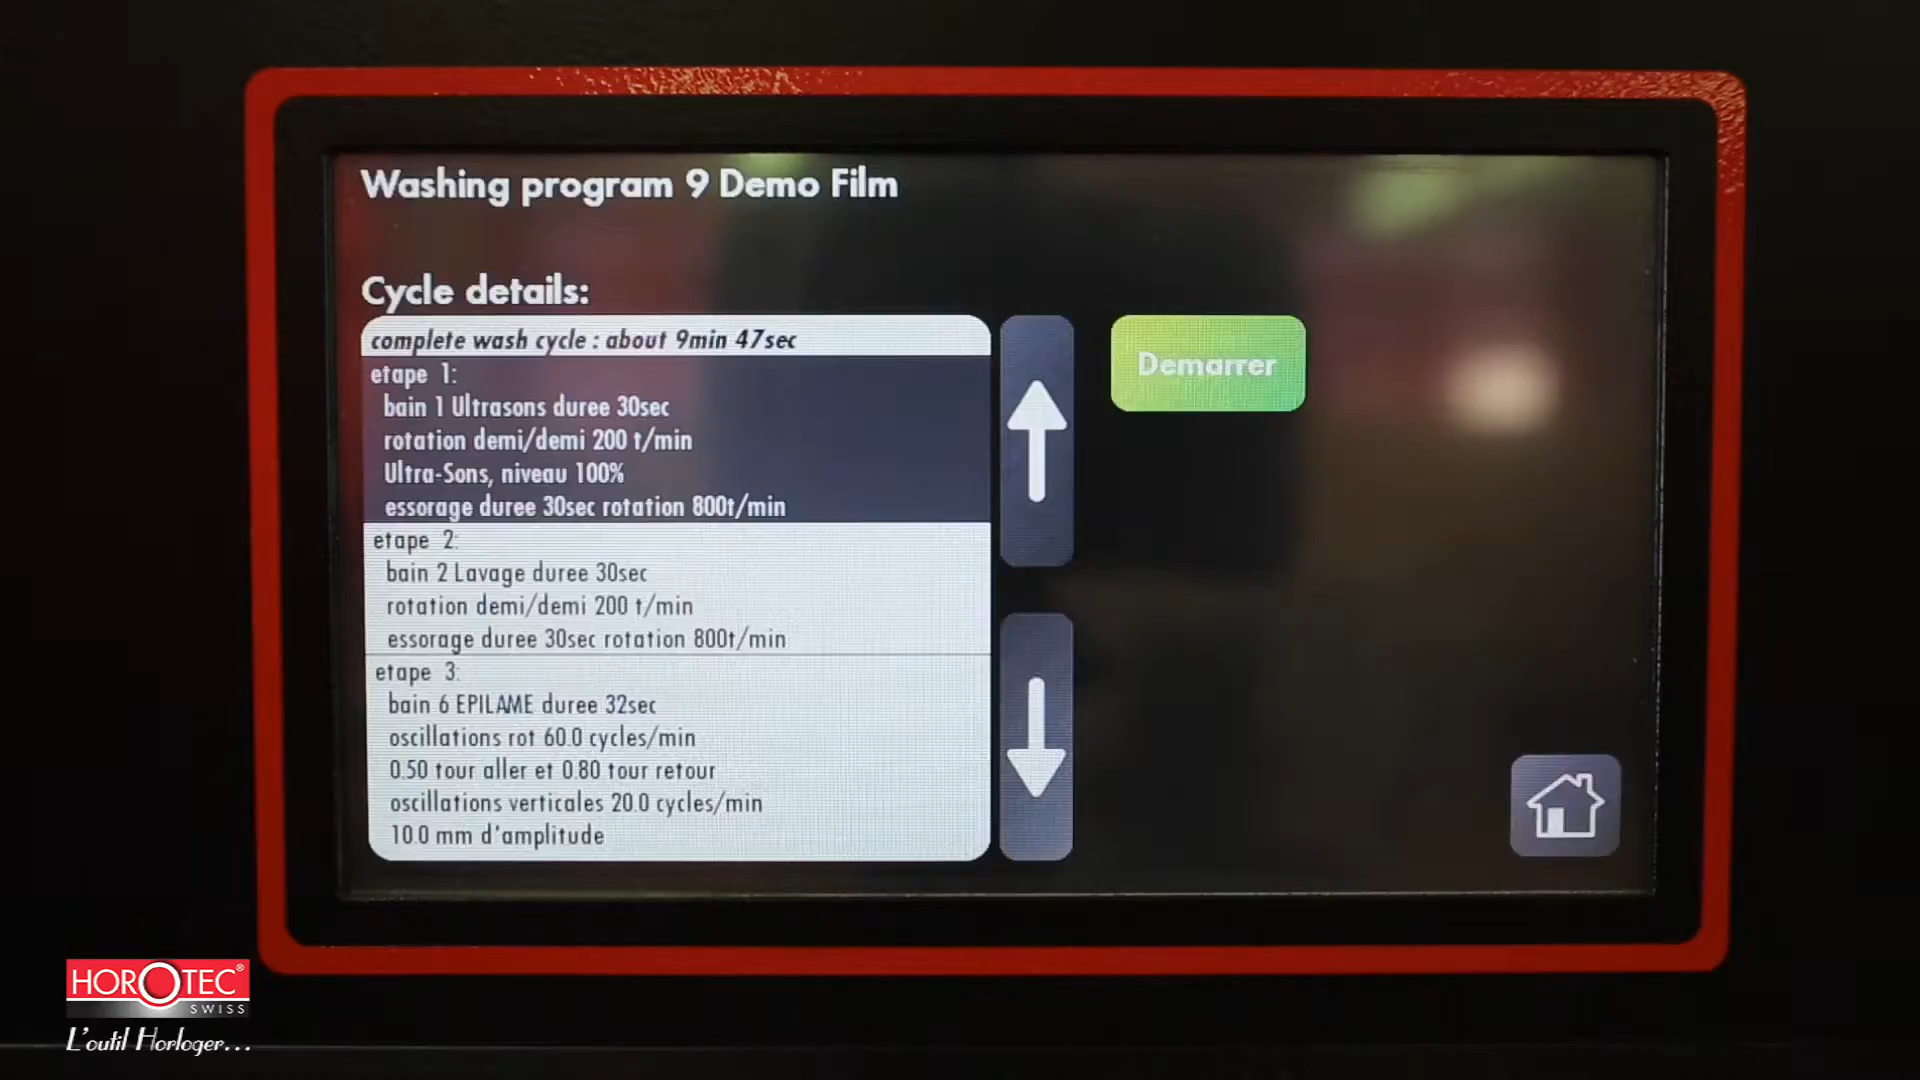 Washing program 9 Demo Film
Cycle details:
complete wash cycle : about 9min 47sec
etape 1:
bain 1 Ultrasons duree 30sec
rotation demi/demi 200 t/min
Ultra-Sons, niveau 100%
essorage duree 30sec rotation 800t/min
etape 2:
bain 2 Lavage duree 30sec
rotation demi/demi 200 t/min
essorage duree 30sec rotation 800t/min
etape 3:
bain 6 EPILAME duree 32sec
oscillations rot 60.0 cycles/min
0.50 tour aller et 0.80 tour retour
oscillations verticales 20.0 cycles/min
10.0 mm d'amplitude
Demarrer
HOROTEC®
SWISS
L'outil Horloger...